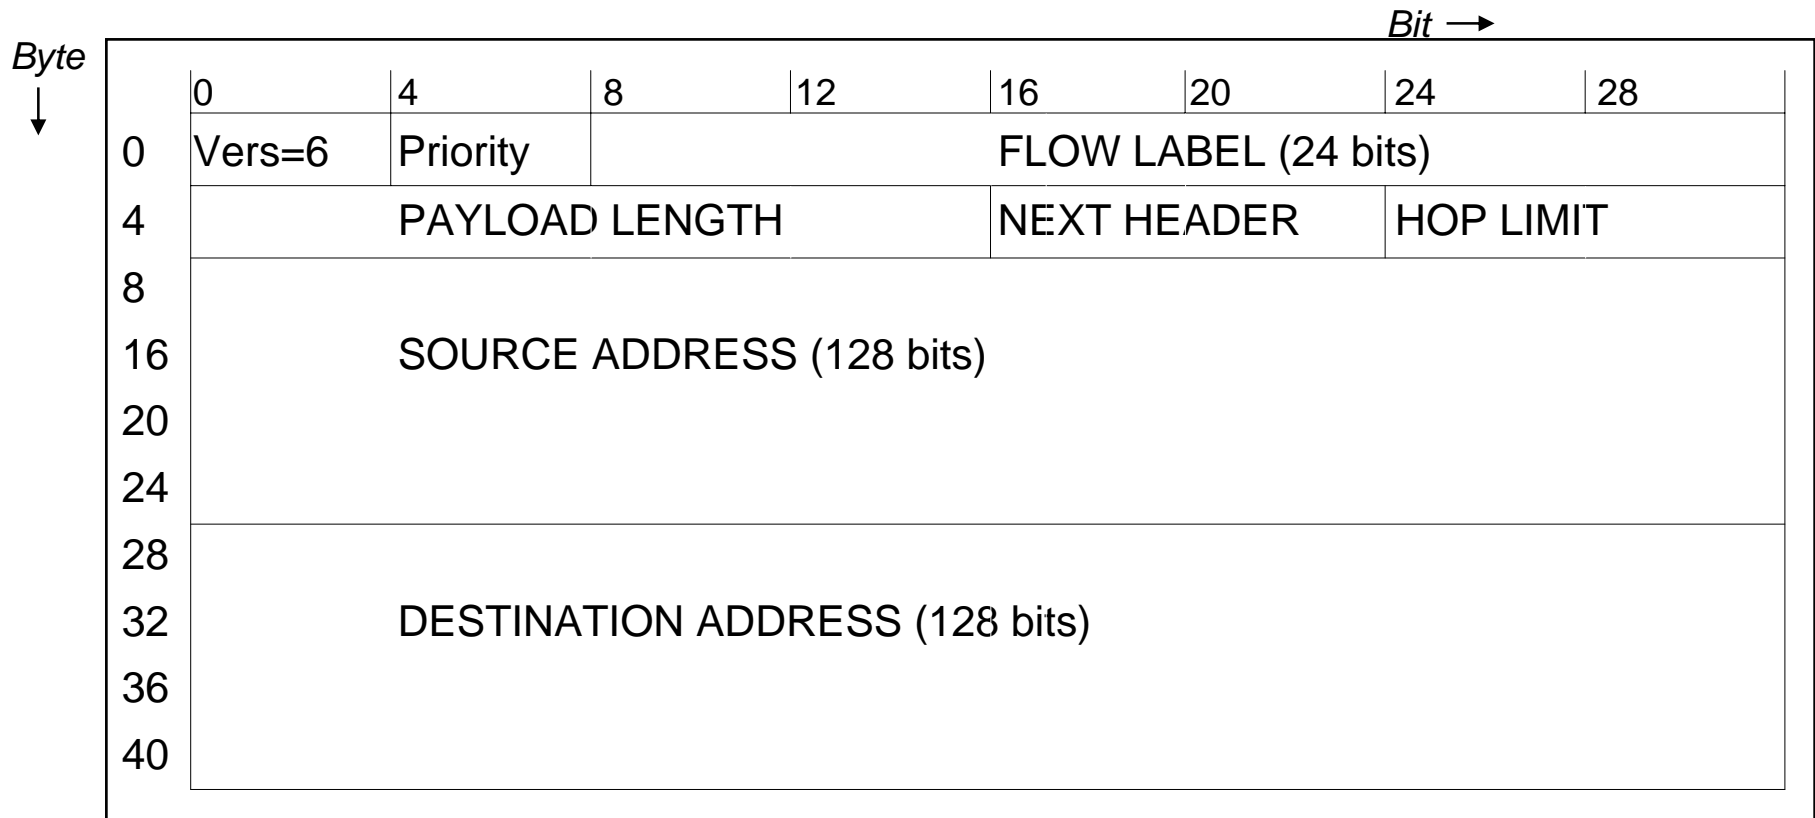 Bit
Byte
0 4 8 12 16 20 24 28
0 Vers=6 Priority FLOW LABEL (24 bits)
4 PAYLOAD LENGTH NEXT HEADER HOP LIMIT
8
16 SOURCE ADDRESS (128 bits)
20
24
28
32 DESTINATION ADDRESS (128 bits)
36
40